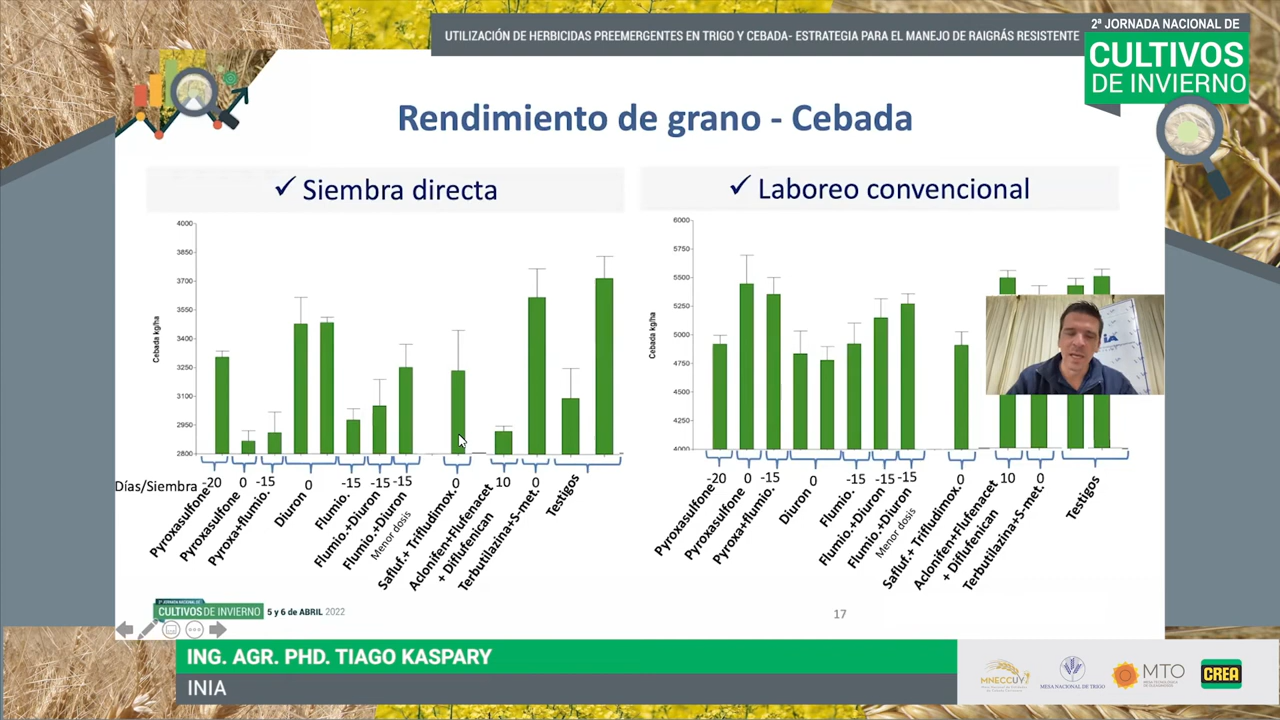 UTILIZACIÓN DE HERBICIDAS PREEMERGENTES EN TRIGO Y CEBADA- ESTRATEGIA PARA EL MANEJO DE RAIGRÁS RESISTENTE
2ª JORNADA NACIONAL DE
CULTIVOS
DE INVIERNO
Rendimiento de grano - Cebada
✓ Siembra directa
✓ Laboreo convencional
4000
3850
3700
3550
3400
3250
3100
2950
2800
Cebada kg/ha
6000
5750
5500
5250
5000
4750
4500
4250
4000
Cebada kg/ha
Días/Siembra -20 0 -15 0 -15 -15 -15 0 10 0
Pyroxasulfone
Pyroxasulfone
Pyroxa+flumio.
Diuron
Flumio.
Flumio.+Diuron
Flumio.+Diuron
Menor dosis
Safluf.+ Trifludimox.
Aclonifen+Flufenacet
+ Diflufenican
Terbutilazina+S-met.
Testigos
-20 0 -15 0 -15 -15 -15 0 10 0
Pyroxasulfone
Pyroxasulfone
Pyroxa+flumio.
Diuron
Flumio.
Flumio.+Diuron
Flumio.+Diuron
Menor dosis
Safluf.+ Trifludimox.
Aclonifen+Flufenacet
+ Diflufenican
Terbutilazina+S-met.
Testigos
2ª JORNADA NACIONAL DE
CULTIVOS DE INVIERNO
5 y 6 de ABRIL 2022
17
ING. AGR. PHD. TIAGO KASPARY
INIA
MNECCUY
MESA NACIONAL DE TRIGO
MTO
CREA